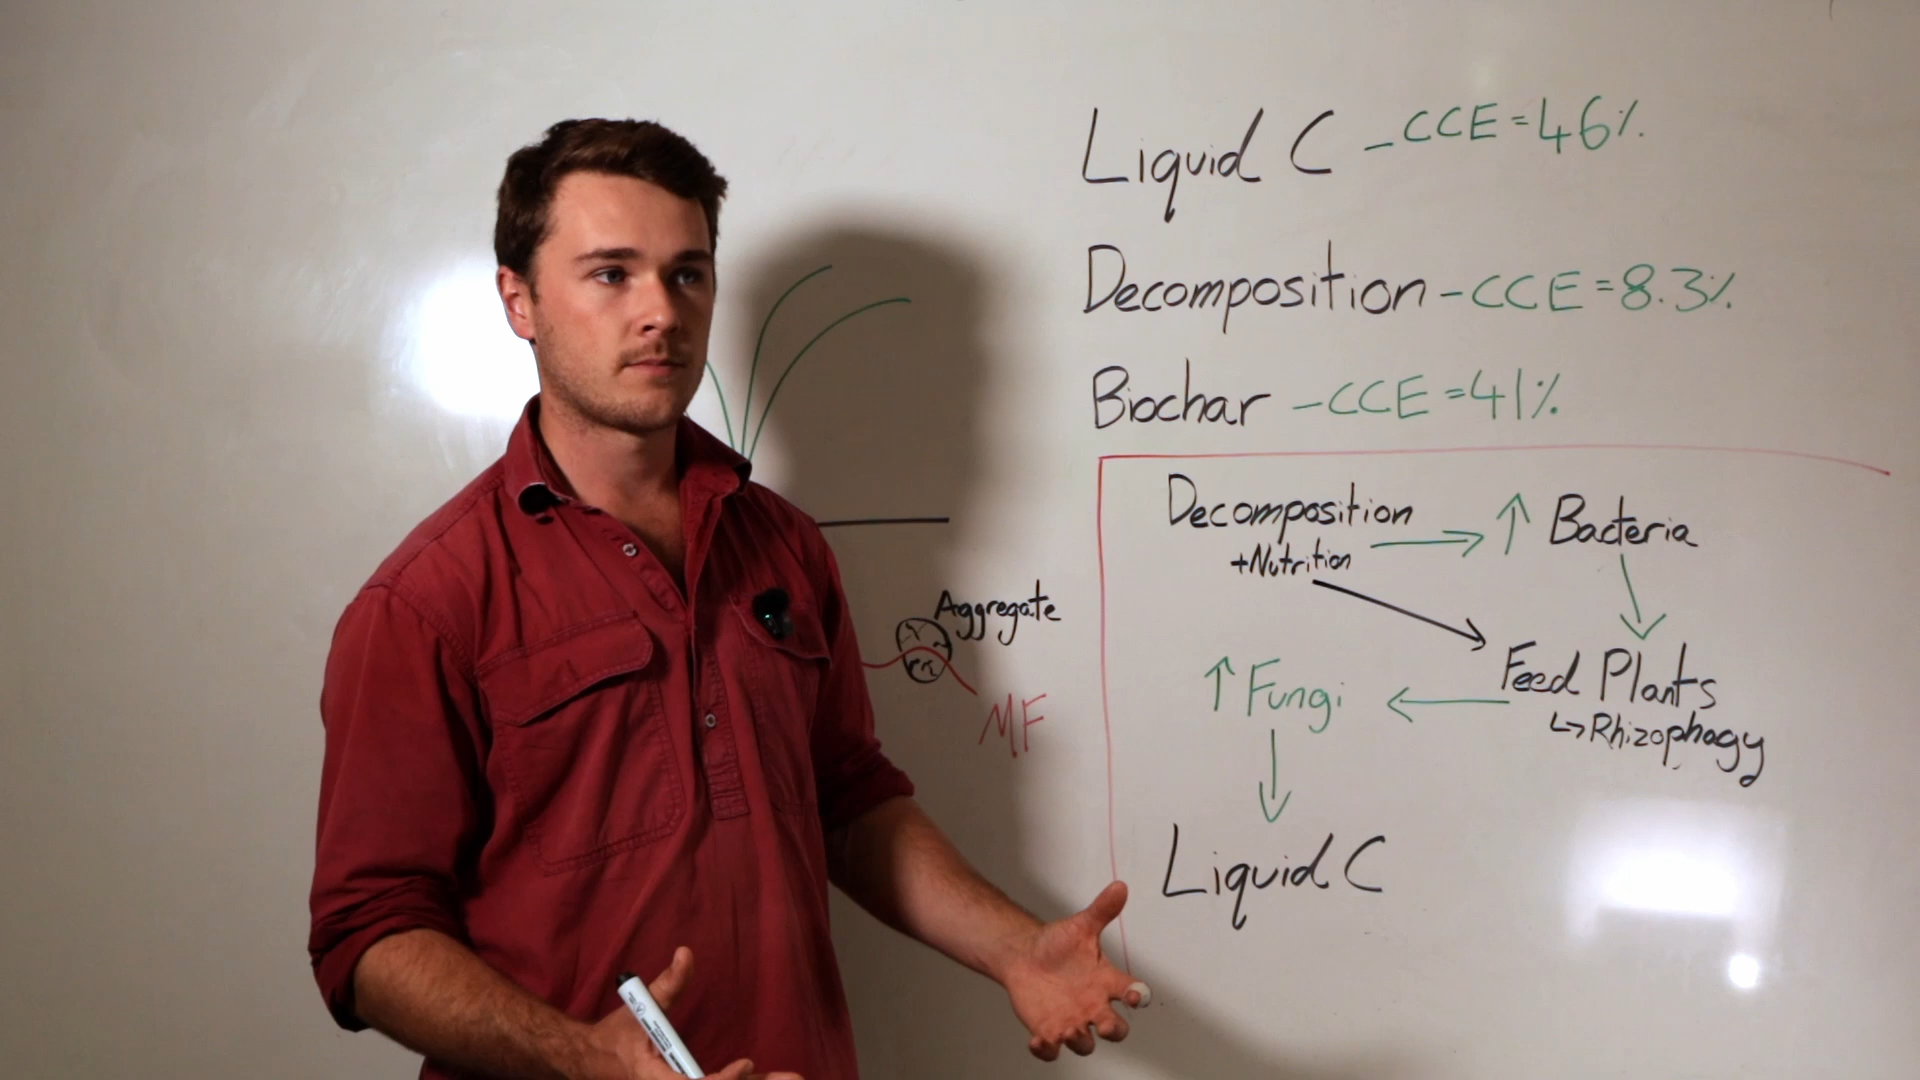 Liquid C - CCE = 46%
Decomposition - CCE = 8.3%
Biochar - CCE = 41%
Decomposition
+Nutrition
↑ Bacteria
Aggregate
MF
Feed Plants
↳ Rhizophagy
↑ Fungi
Liquid C